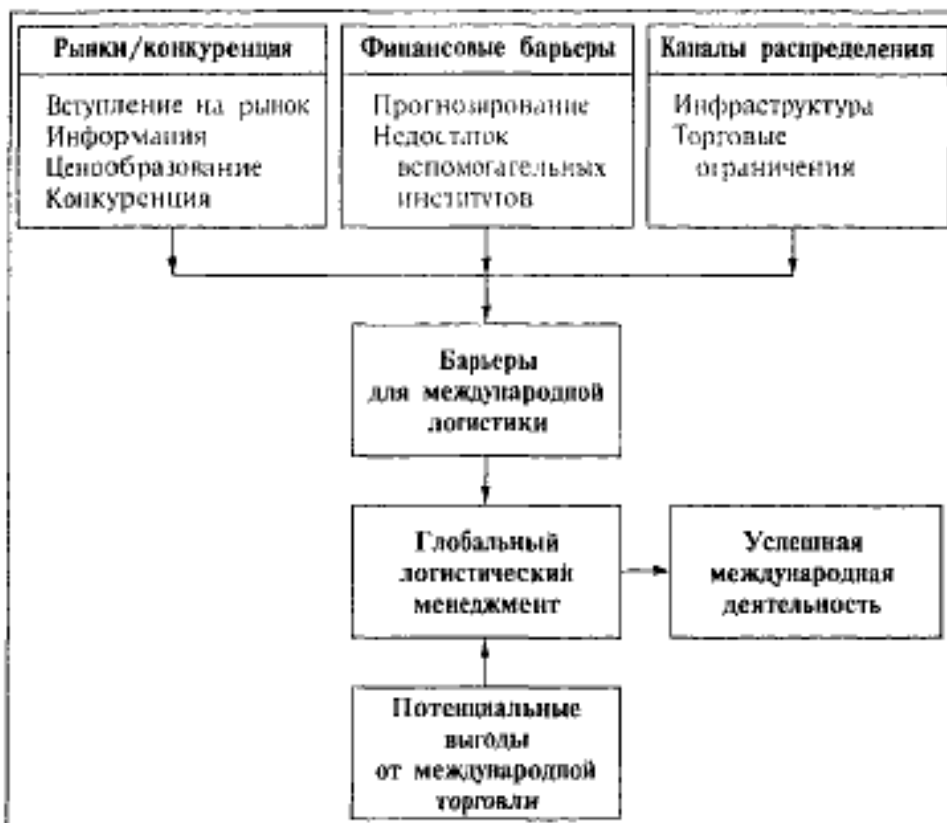 Рынки/конкуренция
Вступление на рынок
Информация
Ценообразование
Конкуренция
Финансовые барьеры
Прогнозирование
Недостаток
вспомогательных
институтов
Каналы распределения
Инфраструктура
Торговые
ограничения
Барьеры
для международной
логистики
Глобальный
логистический
менеджмент
Успешная
международная
деятельность
Потенциальные
выгоды
от международной
торговли